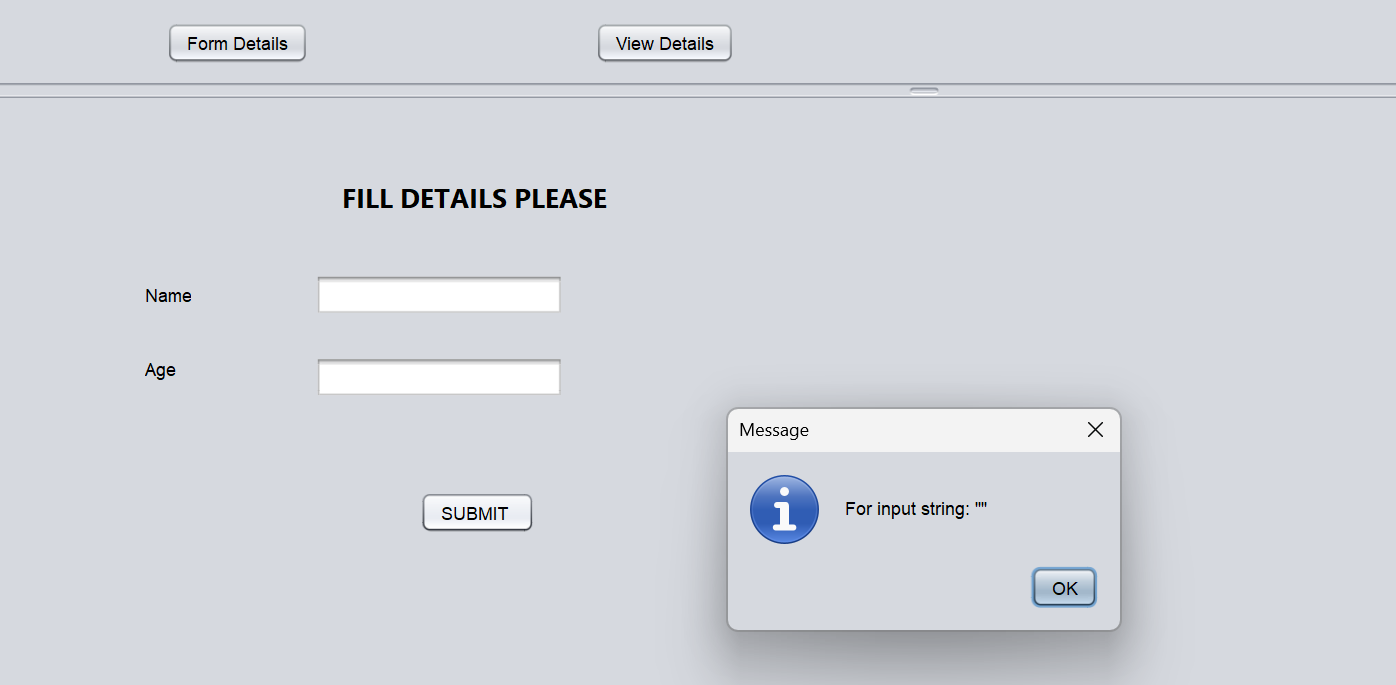 Form Details
View Details
FILL DETAILS PLEASE
Name
Age
SUBMIT
Message
For input string: ""
OK